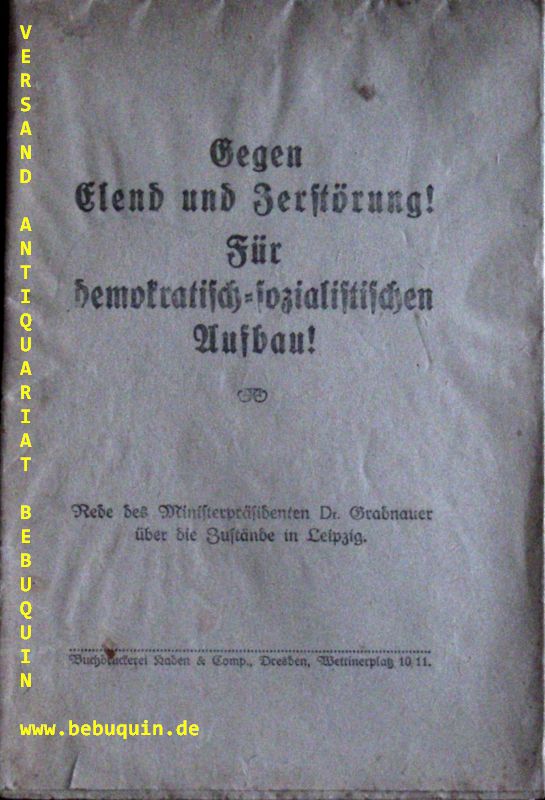 Gegen
Elend und Zerstörung!
Für
demokratisch-sozialistischen
Aufbau!
Rede des Ministerpräsidenten Dr. Gradnauer
über die Zustände in Leipzig.
Buchdruckerei Kaden & Comp., Dresden, Wettinerplatz 10/11.
VERSAND ANTIQUARIAT BEBUQUIN
www.bebuquin.de